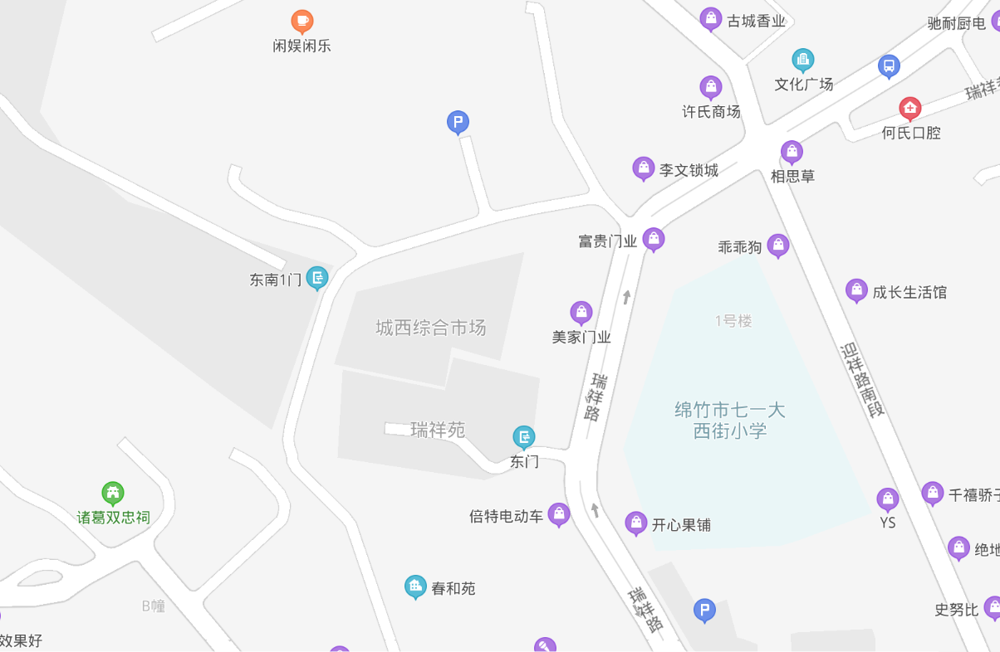 古城香业
驰耐厨电
闲娱闲乐
文化广场
瑞祥
许氏商场
P
何氏口腔
李文锁城
相思草
富贵门业
乖乖狗
东南1门
成长生活馆
1号楼
城西综合市场
美家门业
迎祥路南段
瑞祥路
绵竹市七一大
西街小学
瑞祥苑
东门
诸葛双忠祠
倍特电动车
开心果铺
YS
千禧骄子
绝地
春和苑
瑞祥路
B幢
P
史努比
效果好